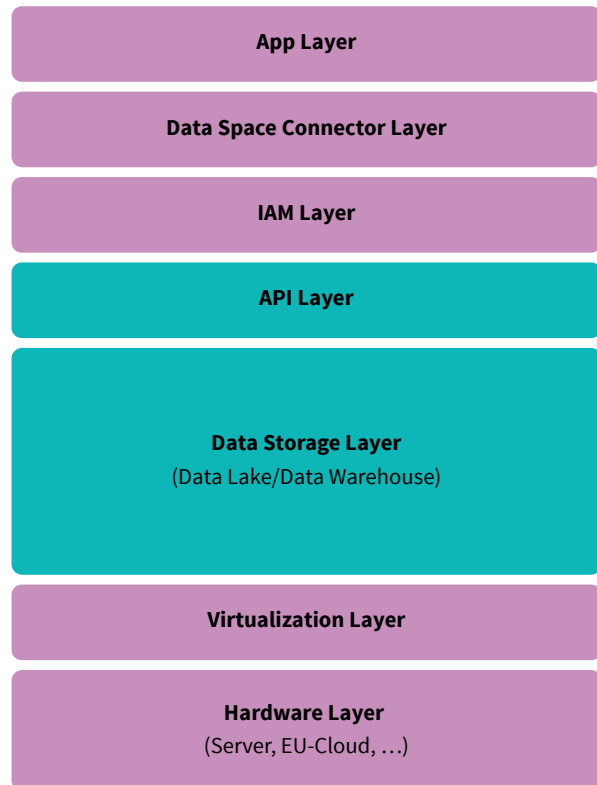 App Layer
Data Space Connector Layer
IAM Layer
API Layer
Data Storage Layer
(Data Lake/Data Warehouse)
Virtualization Layer
Hardware Layer
(Server, EU-Cloud, …)